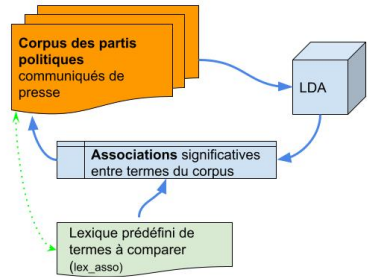 Corpus des partis
politiques
communiqués de
presse
LDA
Associations significatives
entre termes du corpus
Lexique prédéfini de
termes à comparer
(lex_asso)